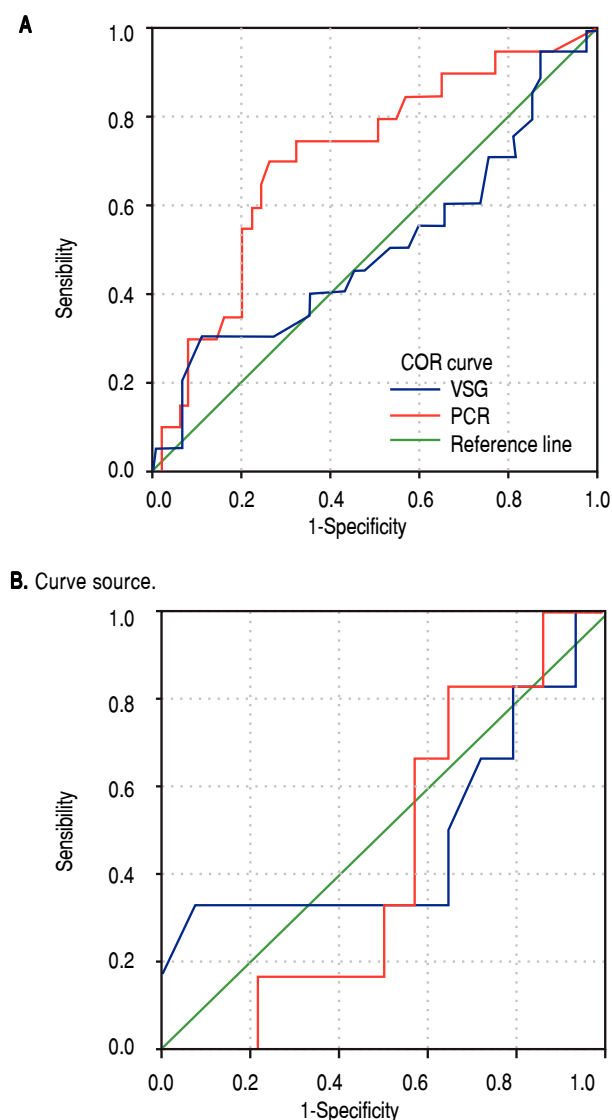 A
1.0
0.8
0.6
0.4
0.2
0.0
Sensibility
COR curve
VSG
PCR
Reference line
0.0 0.2 0.4 0.6 0.8 1.0
1-Specificity
B. Curve source.
1.0
0.8
0.6
0.4
0.2
0.0
Sensibility
0.0 0.2 0.4 0.6 0.8 1.0
1-Specificity